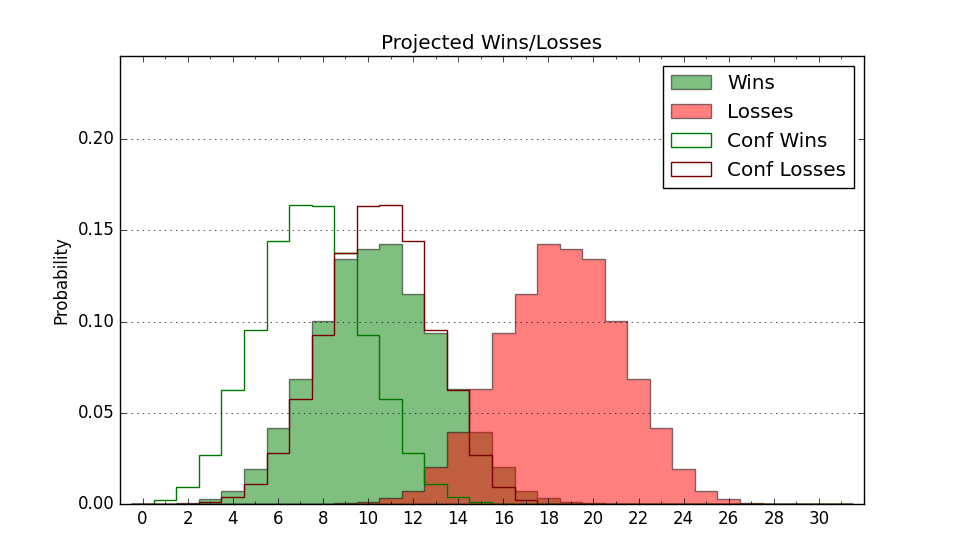 Projected Wins/Losses
Wins
Losses
Conf Wins
Conf Losses
Probability
0.20
0.15
0.10
0.05
0.00
0 2 4 6 8 10 12 14 16 18 20 22 24 26 28 30